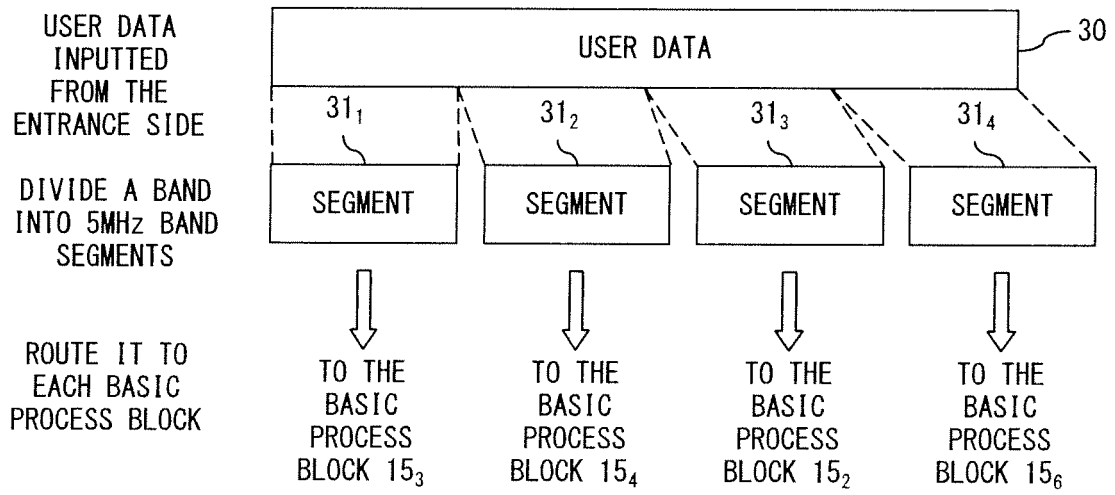 USER DATA
INPUTTED
FROM THE
ENTRANCE SIDE
USER DATA
30
31₁
31₂
31₃
31₄
DIVIDE A BAND
INTO 5MHz BAND
SEGMENTS
SEGMENT
SEGMENT
SEGMENT
SEGMENT
ROUTE IT TO
EACH BASIC
PROCESS BLOCK
TO THE
BASIC
PROCESS
BLOCK 15₃
TO THE
BASIC
PROCESS
BLOCK 15₄
TO THE
BASIC
PROCESS
BLOCK 15₂
TO THE
BASIC
PROCESS
BLOCK 15₆